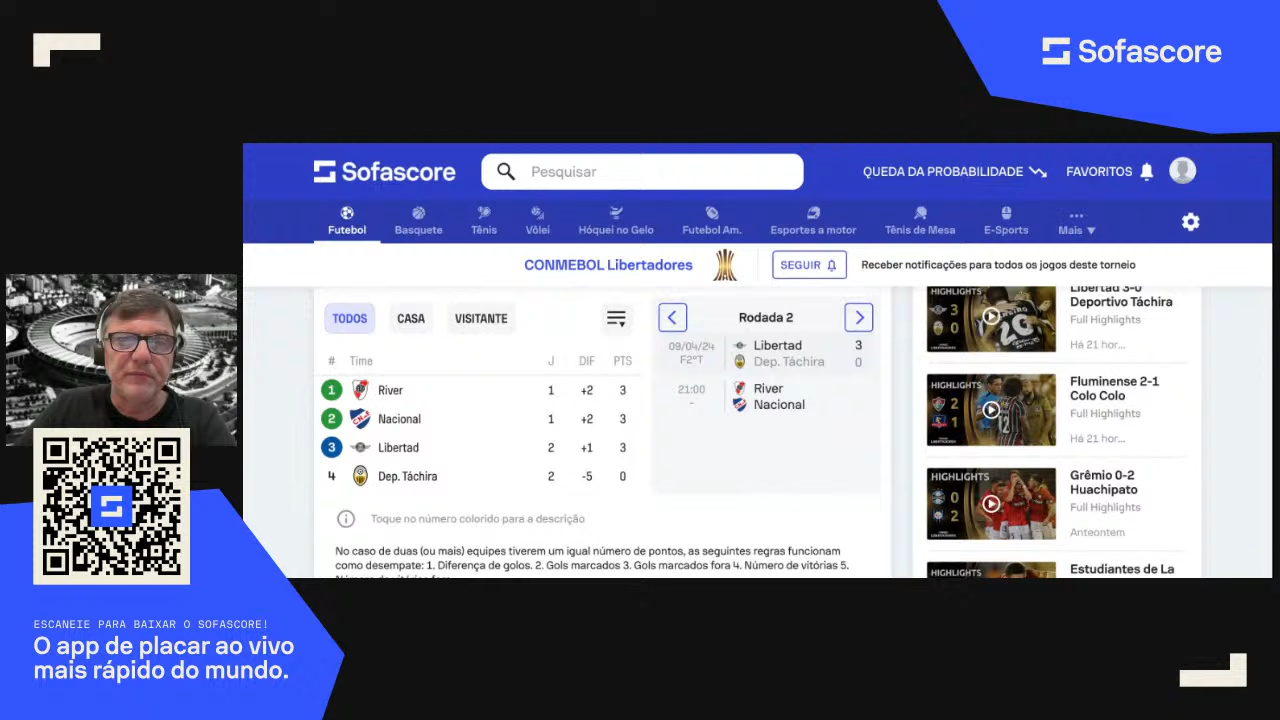 Sofascore
Sofascore
Pesquisar
QUEDA DA PROBABILIDADE
FAVORITOS
Futebol
Basquete
Tênis
Vôlei
Hóquei no Gelo
Futebol Am.
Esportes a motor
Tênis de Mesa
E-Sports
Mais
CONMEBOL Libertadores
SEGUIR
Receber notificações para todos os jogos deste torneio
TODOS
CASA
VISITANTE
# Time J DIF PTS
1 River 1 +2 3
2 Nacional 1 +2 3
3 Libertad 2 +1 3
4 Dep. Táchira 2 -5 0
Toque no número colorido para a descrição
No caso de duas (ou mais) equipes tiverem um igual número de pontos, as seguintes regras funcionam
como desempate: 1. Diferença de golos. 2. Gols marcados 3. Gols marcados fora 4. Número de vitórias 5.
Rodada 2
09/04/24 Libertad 3
F2°T Dep. Táchira 0
21:00 River
- Nacional
HIGHLIGHTS
3
0
Libertad 3-0
Deportivo Táchira
Full Highlights
Há 21 hor...
HIGHLIGHTS
2
1
Fluminense 2-1
Colo Colo
Full Highlights
Há 21 hor...
HIGHLIGHTS
0
2
Grêmio 0-2
Huachipato
Full Highlights
Anteontem
HIGHLIGHTS
Estudiantes de La
ESCANEIE PARA BAIXAR O SOFASCORE!
O app de placar ao vivo
mais rápido do mundo.